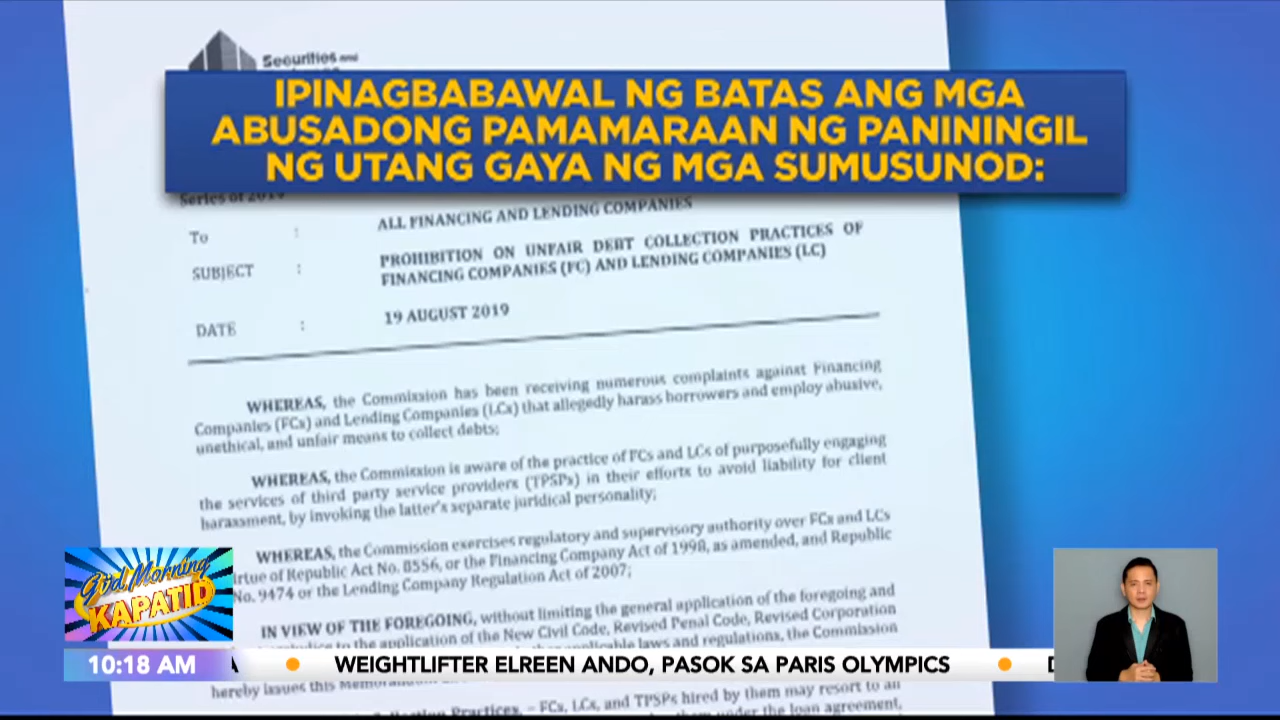 Securities and
IPINAGBABAWAL NG BATAS ANG MGA
ABUSADONG PAMAMARAAN NG PANININGIL
NG UTANG GAYA NG MGA SUMUSUNOD:
Series of 2019
To : ALL FINANCING AND LENDING COMPANIES
SUBJECT : PROHIBITION ON UNFAIR DEBT COLLECTION PRACTICES OF
FINANCING COMPANIES (FC) AND LENDING COMPANIES (LC)
DATE : 19 AUGUST 2019
WHEREAS, the Commission has been receiving numerous complaints against Financing
Companies (FCs) and Lending Companies (LCs) that allegedly harass borrowers and employ abusive,
unethical, and unfair means to collect debts;
WHEREAS, the Commission is aware of the practice of FCs and LCs of purposefully engaging
the services of third party service providers (TPSPs) in their efforts to avoid liability for client
harassment, by invoking the latter's separate juridical personality;
WHEREAS, the Commission exercises regulatory and supervisory authority over FCs and LCs
irtue of Republic Act No. 8556, or the Financing Company Act of 1998, as amended, and Republic
No. 9474 or the Lending Company Regulation Act of 2007;
IN VIEW OF THE FOREGOING, without limiting the general application of the foregoing and
to the application of the New Civil Code, Revised Penal Code, Revised Corporation
applicable laws and regulations, the Commission
hereby issues this
Practices. – FCs, LCs, and TPSPs hired by them may resort to all
under the loan agreement,
Gud Morning
KAPATID
10:18 AM
A • WEIGHTLIFTER ELREEN ANDO, PASOK SA PARIS OLYMPICS • D